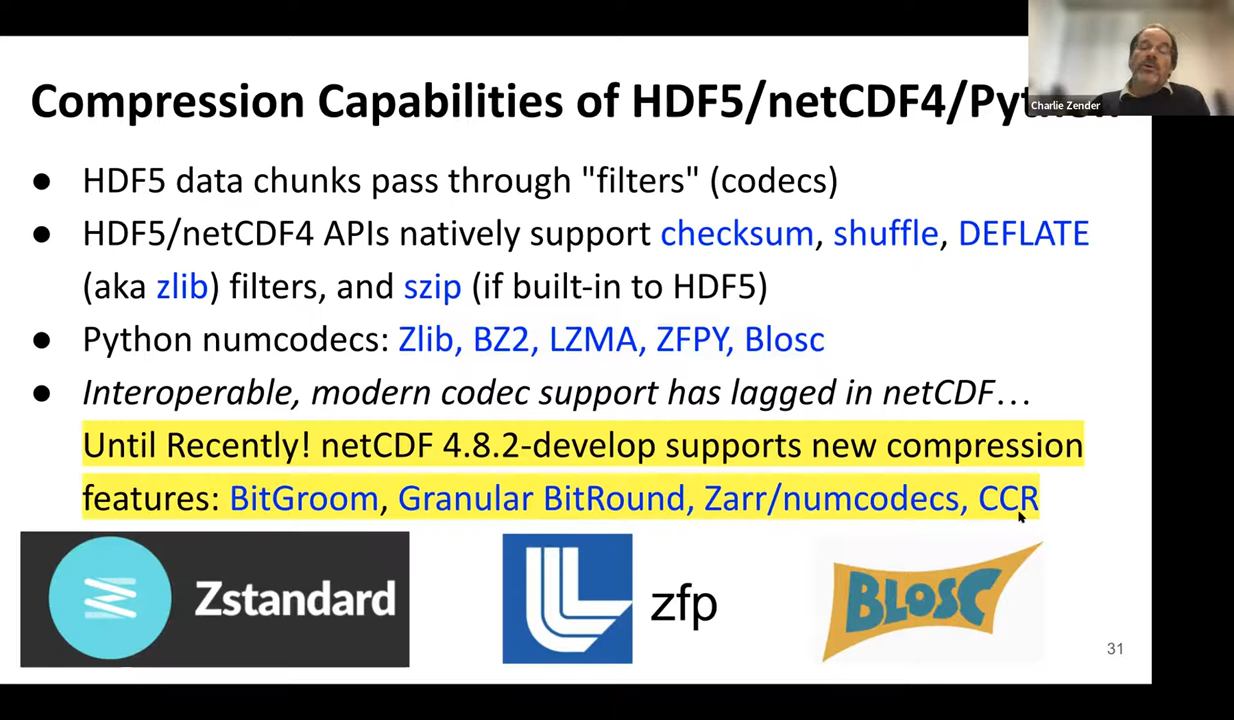 Compression Capabilities of HDF5/netCDF4/Python
Charlie Zender
● HDF5 data chunks pass through "filters" (codecs)
● HDF5/netCDF4 APIs natively support checksum, shuffle, DEFLATE
(aka zlib) filters, and szip (if built-in to HDF5)
● Python numcodecs: Zlib, BZ2, LZMA, ZFPY, Blosc
● Interoperable, modern codec support has lagged in netCDF…
Until Recently! netCDF 4.8.2-develop supports new compression
features: BitGroom, Granular BitRound, Zarr/numcodecs, CCR
Zstandard
zfp
BLOSC
31